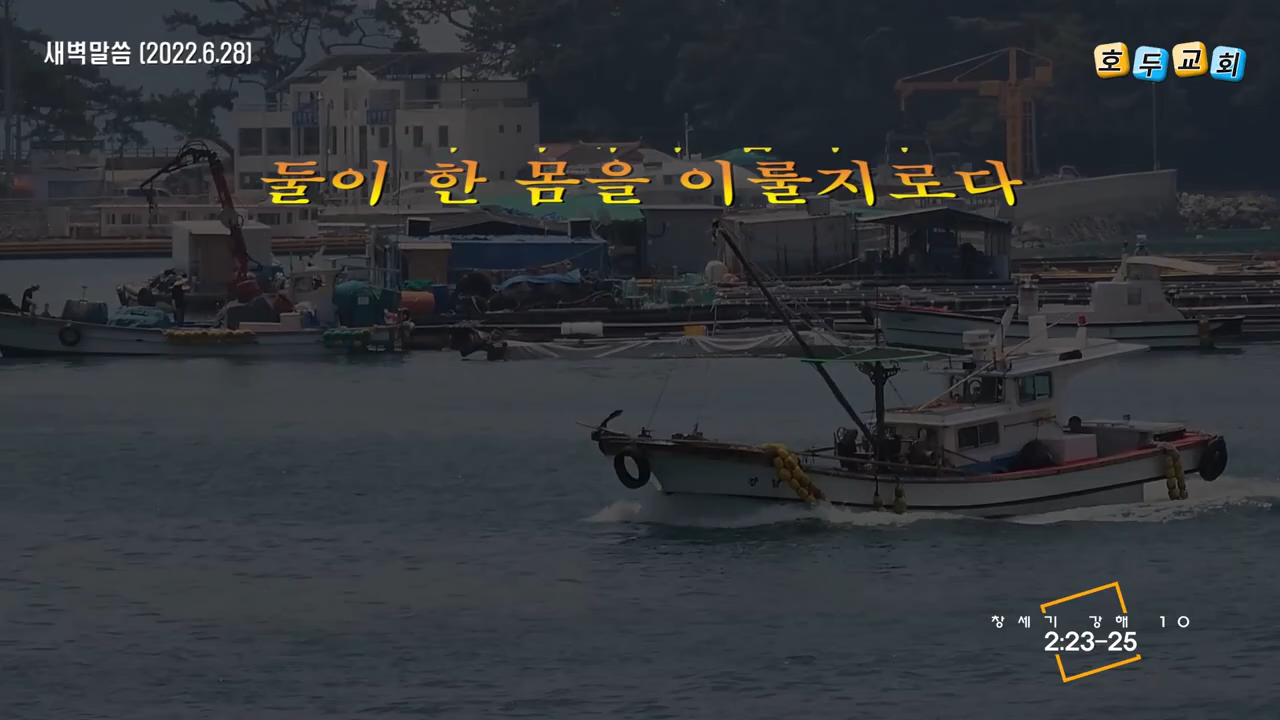 새벽말씀 (2022.6.28)
호두교회
둘이 한 몸을 이룰지로다
창세기 강해 10
2:23-25